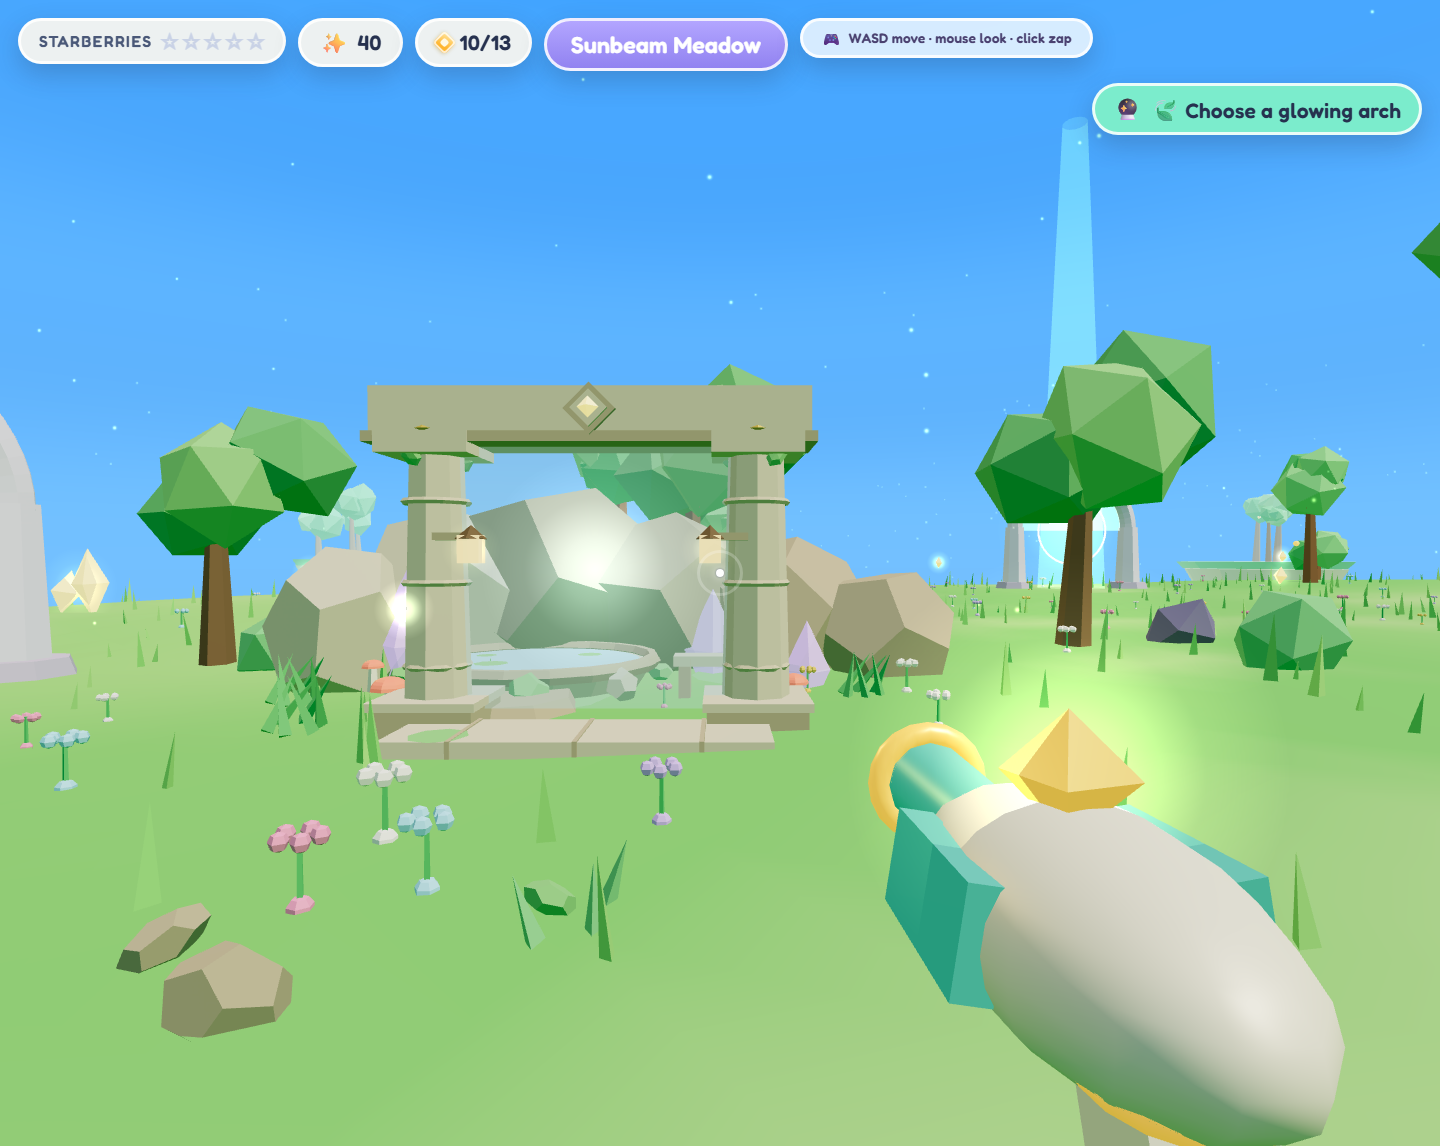 STARBERRIES ☆☆☆☆☆
40
10/13
Sunbeam Meadow
WASD move · mouse look · click zap
Choose a glowing arch